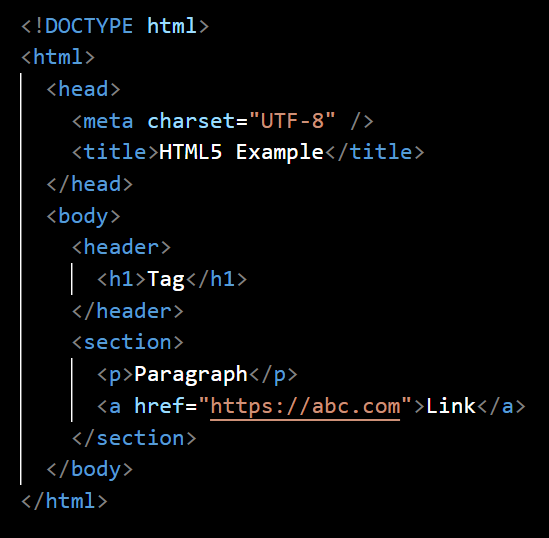 <!DOCTYPE html>
<html>
  <head>
    <meta charset="UTF-8" />
    <title>HTML5 Example</title>
  </head>
  <body>
    <header>
      <h1>Tag</h1>
    </header>
    <section>
      <p>Paragraph</p>
      <a href="https://abc.com">Link</a>
    </section>
  </body>
</html>